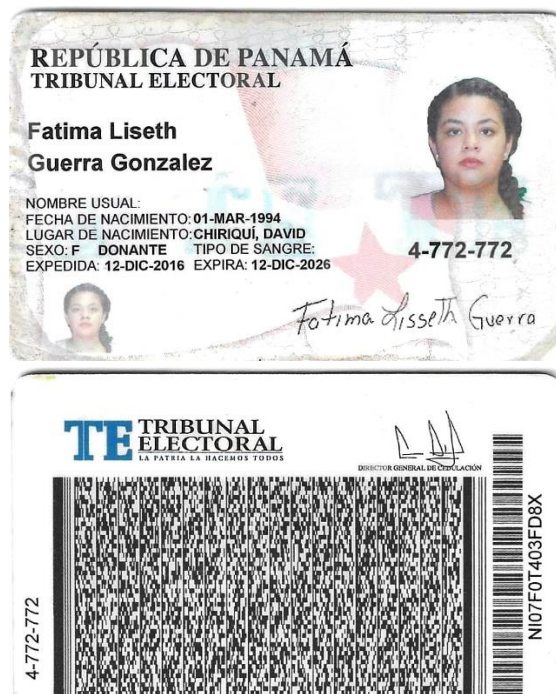 REPÚBLICA DE PANAMÁ
TRIBUNAL ELECTORAL
Fatima Liseth
Guerra Gonzalez
NOMBRE USUAL:
FECHA DE NACIMIENTO: 01-MAR-1994
LUGAR DE NACIMIENTO: CHIRIQUÍ, DAVID
SEXO: F DONANTE TIPO DE SANGRE:
EXPEDIDA: 12-DIC-2016 EXPIRA: 12-DIC-2026
4-772-772
Fatima Lisseth Guerra
TE TRIBUNAL
ELECTORAL
LA PATRIA LA HACEMOS TODOS
DIRECTOR GENERAL DE CEDULACIÓN
4-772-772
NI07F0T403FD8X